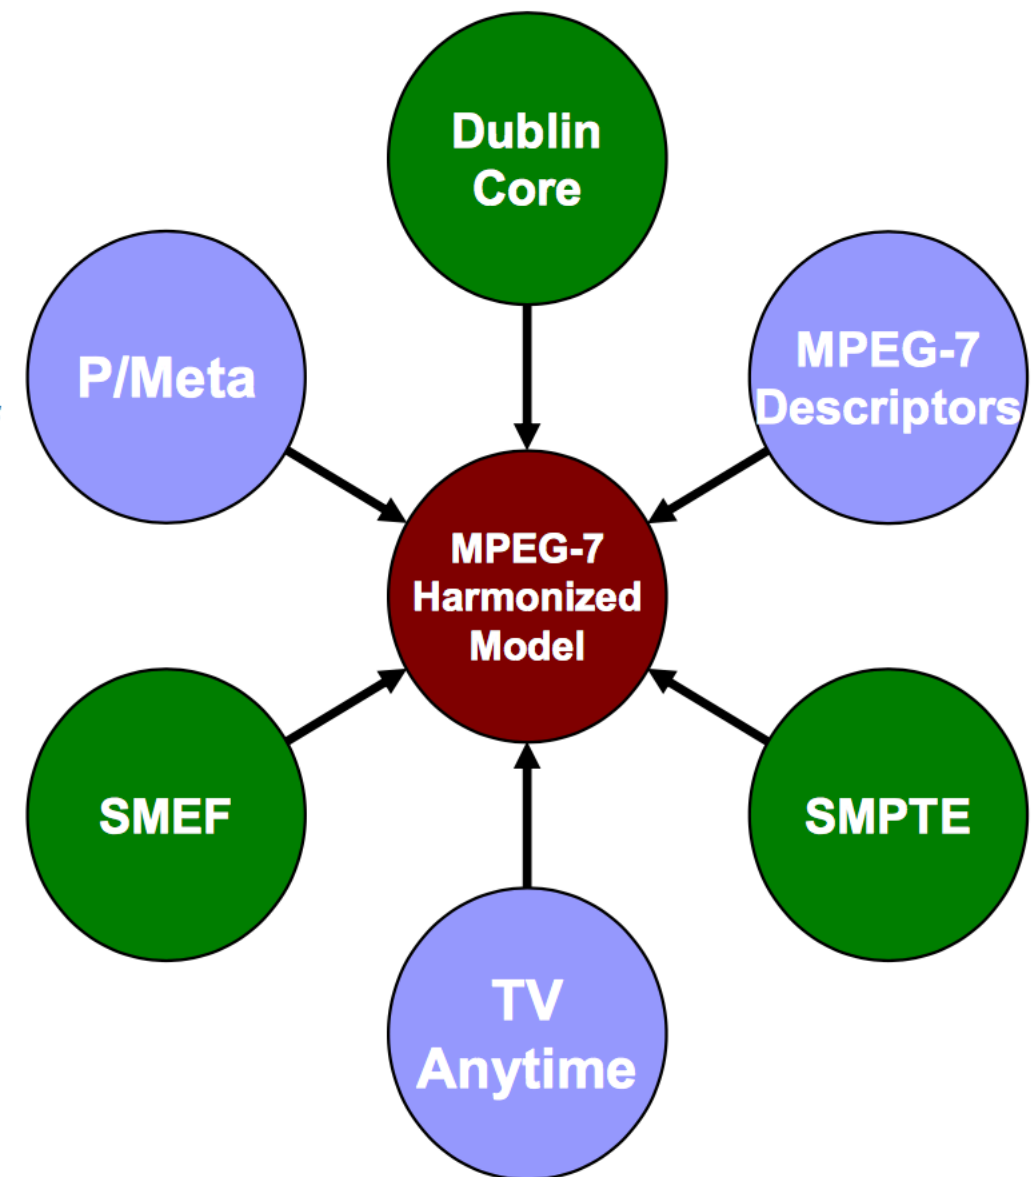 Dublin
Core
P/Meta
MPEG-7
Descriptors
MPEG-7
Harmonized
Model
SMEF
SMPTE
TV
Anytime